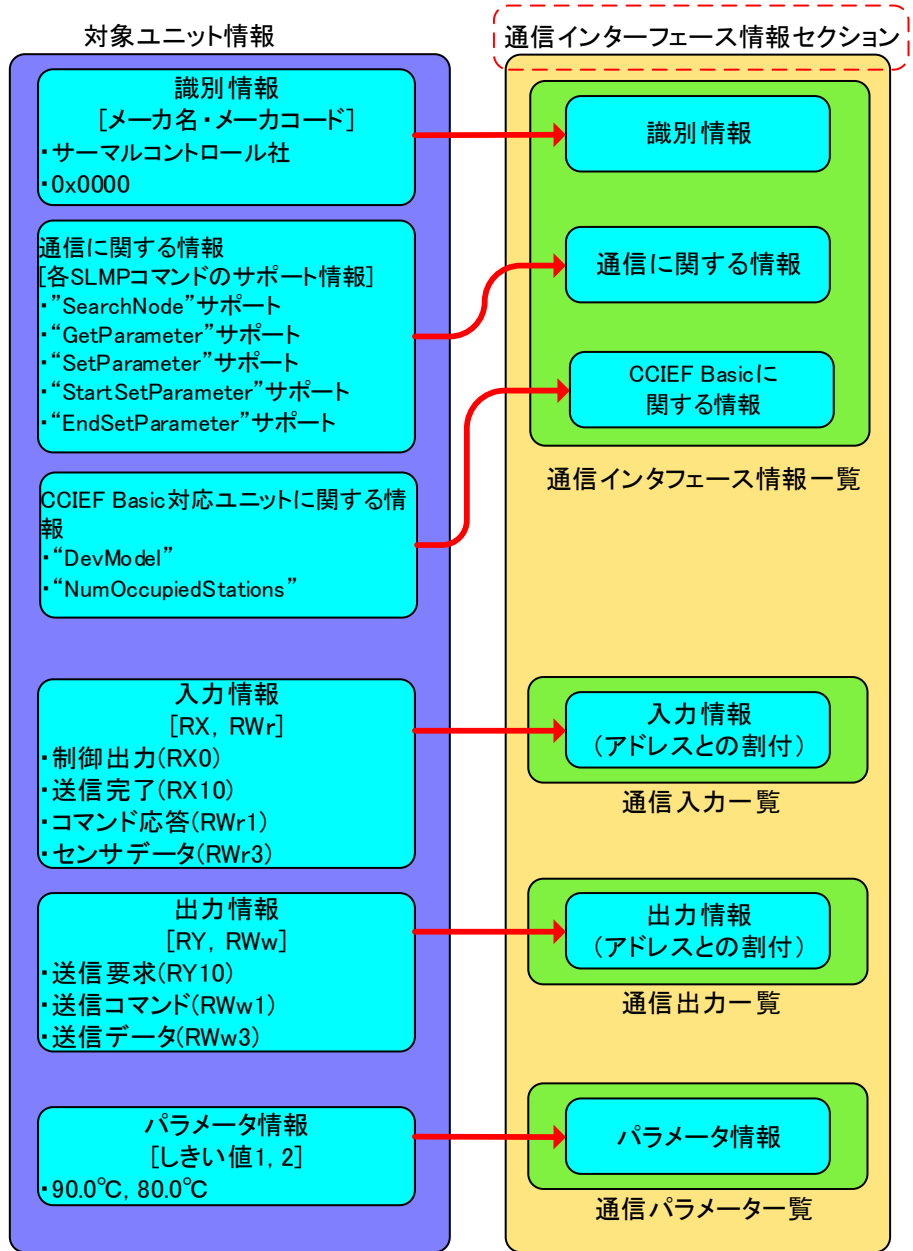 対象ユニット情報
識別情報
[メーカ名・メーカコード]
・サーマルコントロール社
・0x0000
通信に関する情報
[各SLMPコマンドのサポート情報]
・”SearchNode”サポート
・“GetParameter”サポート
・“SetParameter”サポート
・“StartSetParameter”サポート
・“EndSetParameter”サポート
CCIEF Basic対応ユニットに関する情
報
・“DevModel”
・“NumOccupiedStations”
入力情報
[RX, RWr]
・制御出力(RX0)
・送信完了(RX10)
・コマンド応答(RWr1)
・センサデータ(RWr3)
出力情報
[RY, RWw]
・送信要求(RY10)
・送信コマンド(RWw1)
・送信データ(RWw3)
パラメータ情報
[しきい値1, 2]
・90.0℃, 80.0℃
通信インターフェース情報セクション
識別情報
通信に関する情報
CCIEF Basicに
関する情報
通信インタフェース情報一覧
入力情報
(アドレスとの割付)
通信入力一覧
出力情報
(アドレスとの割付)
通信出力一覧
パラメータ情報
通信パラメーター覧